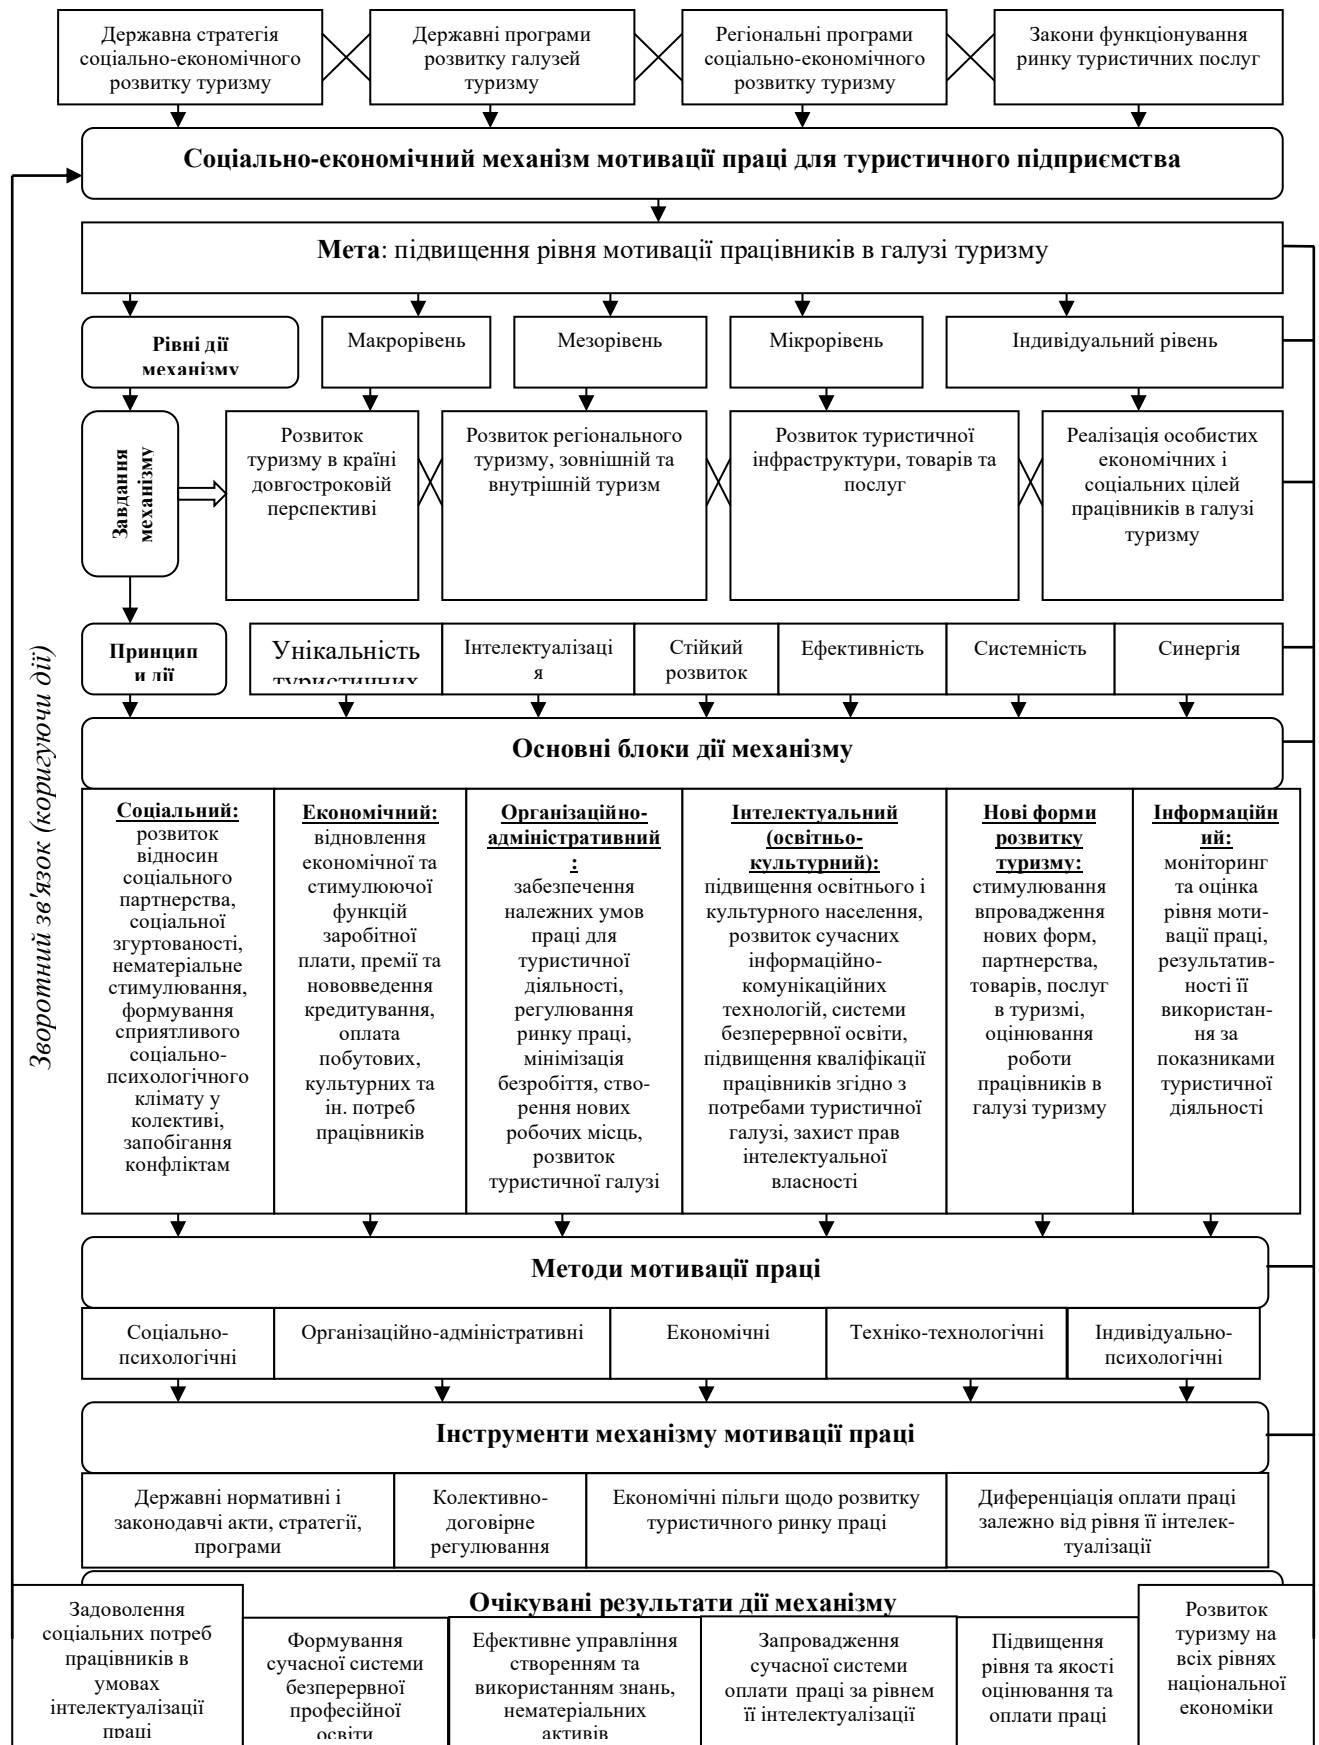 Державна стратегія
соціально-економічного
розвитку туризму
Державні програми
розвитку галузей
туризму
Регіональні програми
соціально-економічного
розвитку туризму
Закони функціонування
ринку туристичних послуг
Соціально-економічний механізм мотивації праці для туристичного підприємства
Мета: підвищення рівня мотивації працівників в галузі туризму
Рівні дії
механізму
Макрорівень
Мезорівень
Мікрорівень
Індивідуальний рівень
Завдання
механізму
Розвиток
туризму в країні
довгостроковій
перспективі
Розвиток регіонального
туризму, зовнішній та
внутрішній туризм
Розвиток туристичної
інфраструктури, товарів та
послуг
Реалізація особистих
економічних і
соціальних цілей
працівників в галузі
туризму
Принцип
и дії
Унікальність
туристичних
Інтелектуалізаці
я
Стійкий
розвиток
Ефективність
Системність
Синергія
Зворотний зв'язок (коригуючи дії)
Основні блоки дії механізму
Соціальний:
розвиток
відносин
соціального
партнерства,
соціальної
згуртованості,
нематеріальне
стимулювання,
формування
сприятливого
соціально-
психологічного
клімату у
колективі,
запобігання
конфліктам
Економічний:
відновлення
економічної та
стимулюючої
функцій
заробітної
плати, премії та
нововведення
кредитування,
оплата
побутових,
культурних та
ін. потреб
працівників
Організаційно-
адміністративний
:
забезпечення
належних умов
праці для
туристичної
діяльності,
регулювання
ринку праці,
мінімізація
безробіття, ство-
рення нових
робочих місць,
розвиток
туристичної галузі
Інтелектуальний
(освітньо-
культурний):
підвищення освітнього і
культурного населення,
розвиток сучасних
інформаційно-
комунікаційних
технологій, системи
безперервної освіти,
підвищення кваліфікації
працівників згідно з
потребами туристичної
галузі, захист прав
інтелектуальної
власності
Нові форми
розвитку
туризму:
стимулювання
впровадження
нових форм,
партнерства,
товарів, послуг
в туризмі,
оцінювання
роботи
працівників в
галузі туризму
Інформаційн
ий:
моніторинг
та оцінка
рівня моти-
вації праці,
результатив-
ності її
використан-
ня за
показниками
туристичної
діяльності
Методи мотивації праці
Соціально-
психологічні
Організаційно-адміністративні
Економічні
Техніко-технологічні
Індивідуально-
психологічні
Інструменти механізму мотивації праці
Державні нормативні і
законодавчі акти, стратегії,
програми
Колективно-
договірне
регулювання
Економічні пільги щодо розвитку
туристичного ринку праці
Диференціація оплати праці
залежно від рівня її інтелек-
туалізації
Очікувані результати дії механізму
Задоволення
соціальних потреб
працівників в
умовах
інтелектуалізації
праці
Формування
сучасної системи
безперервної
професійної
освіти
Ефективне управління
створенням та
використанням знань,
нематеріальних
активів
Запровадження
сучасної системи
оплати праці за рівнем
її інтелектуалізації
Підвищення
рівня та якості
оцінювання та
оплати праці
Розвиток
туризму на
всіх рівнях
національної
економіки